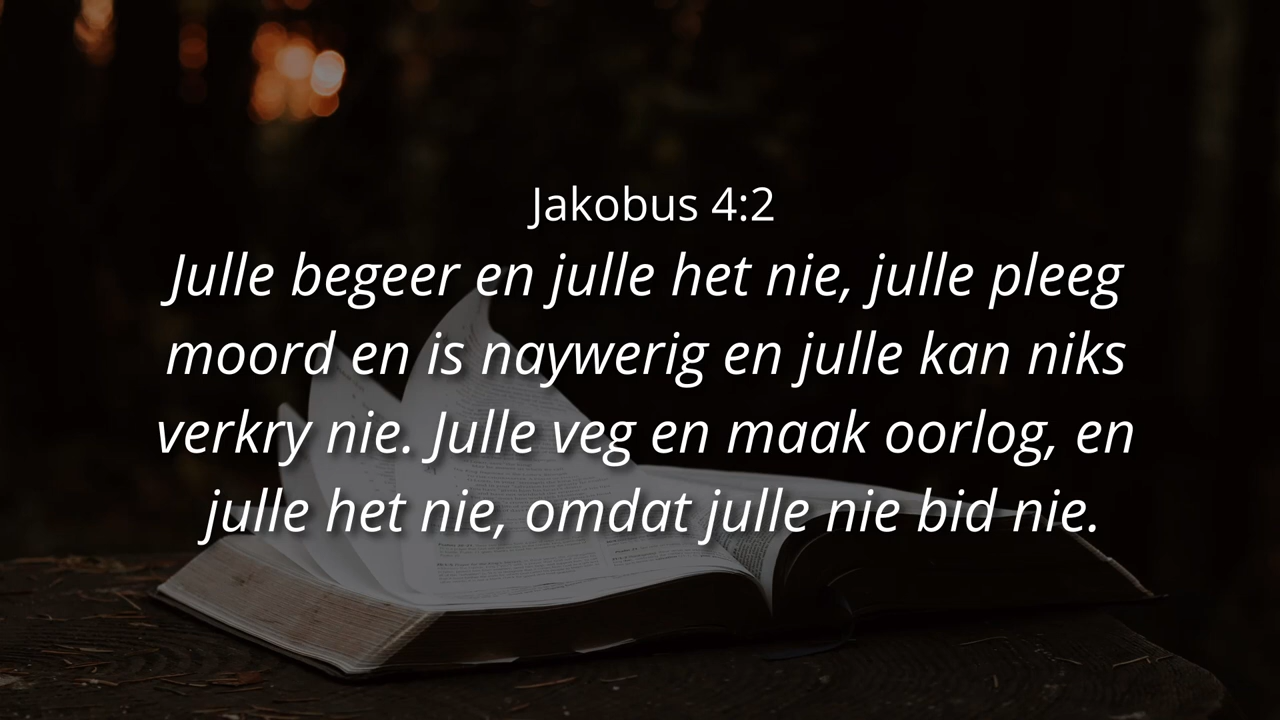 Jakobus 4:2
Julle begeer en julle het nie, julle pleeg
moord en is naywerig en julle kan niks
verkry nie. Julle veg en maak oorlog, en
julle het nie, omdat julle nie bid nie.